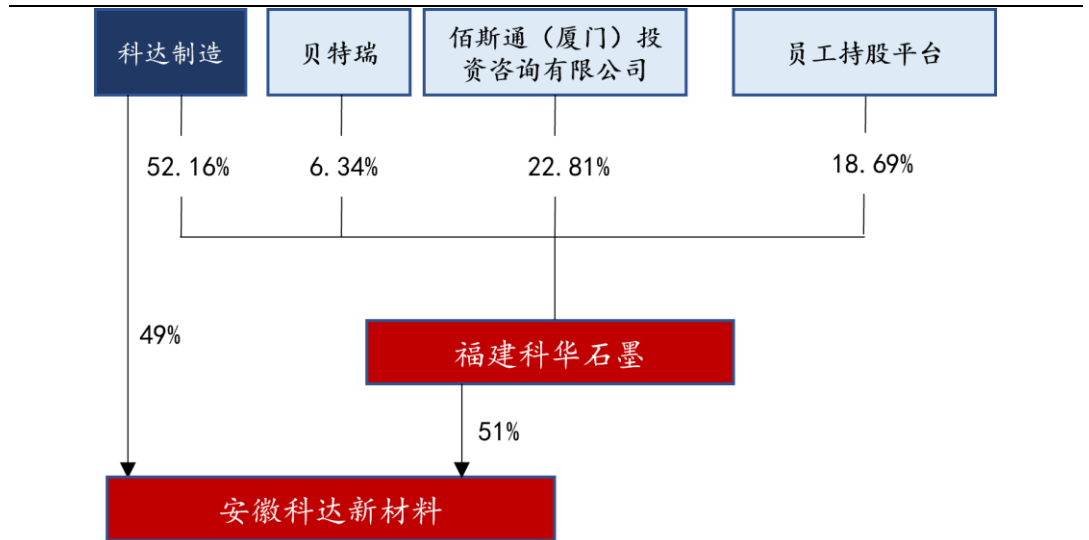 科达制造
贝特瑞
佰斯通（厦门）投
资咨询有限公司
员工持股平台
52.16%
6.34%
22.81%
18.69%
49%
福建科华石墨
51%
安徽科达新材料